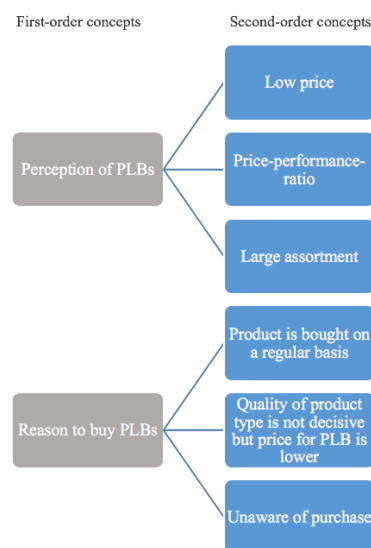 First-order concepts
Second-order concepts
Low price
Perception of PLBs
Price-performance-
ratio
Large assortment
Product is bought on
a regular basis
Reason to buy PLBs
Quality of product
type is not decisive
but price for PLB is
lower
Unaware of purchase